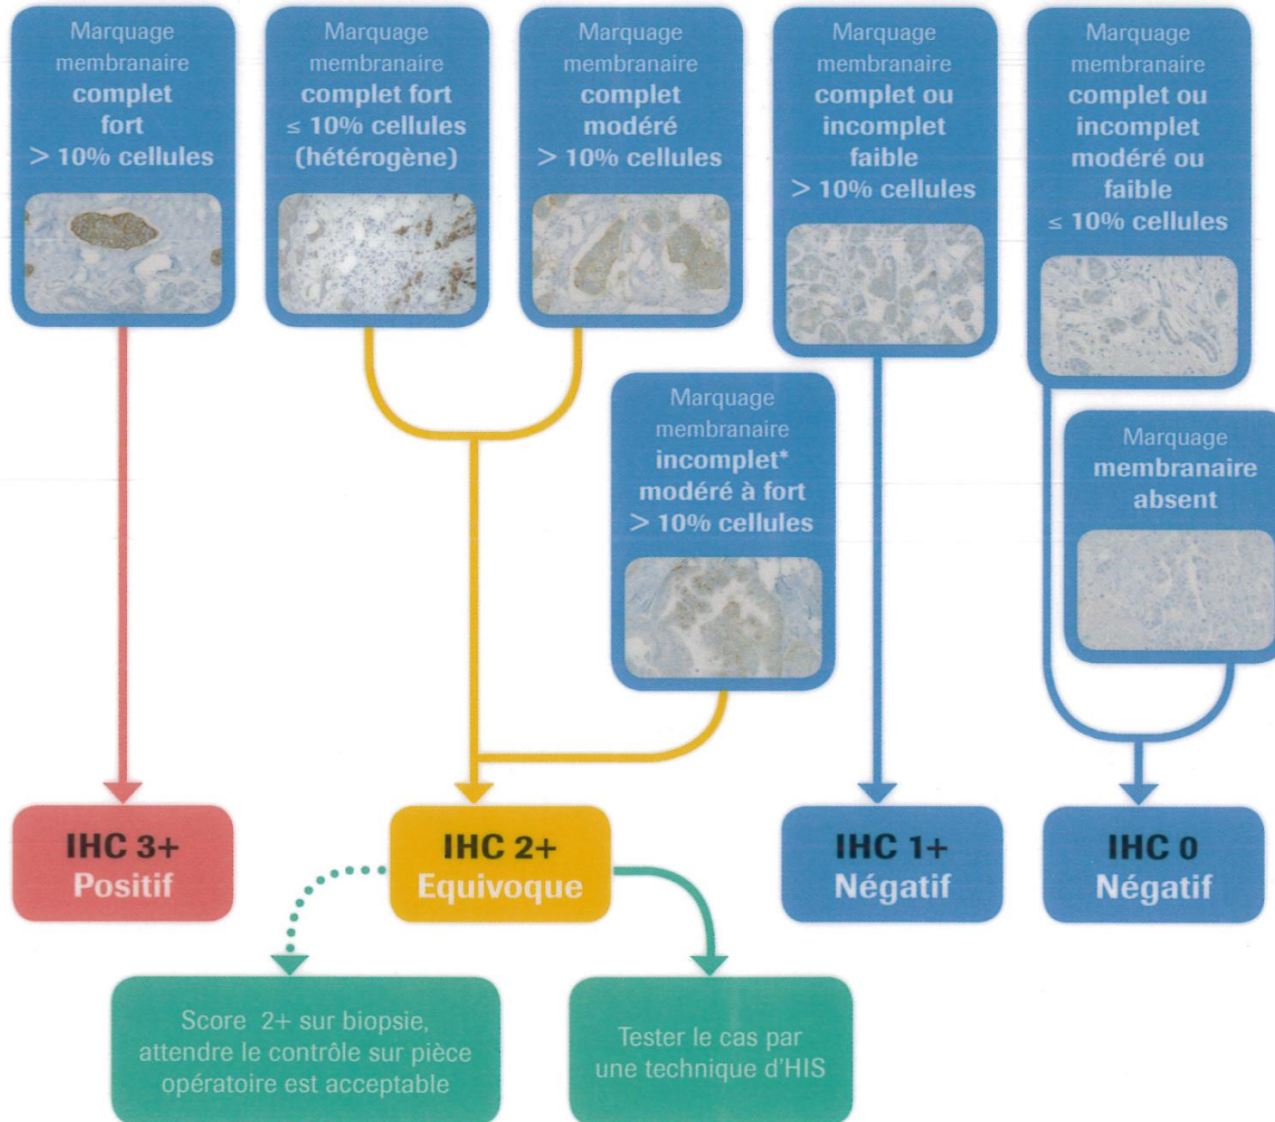 Marquage
membranaire
complet
fort
> 10% cellules
Marquage
membranaire
complet fort
≤ 10% cellules
(hétérogène)
Marquage
membranaire
complet
modéré
> 10% cellules
Marquage
membranaire
complet ou
incomplet
faible
> 10% cellules
Marquage
membranaire
complet ou
incomplet
modéré ou
faible
≤ 10% cellules
Marquage
membranaire
incomplet*
modéré à fort
> 10% cellules
Marquage
membranaire
absent
IHC 3+
Positif
IHC 2+
Equivoque
IHC 1+
Négatif
IHC 0
Négatif
Score 2+ sur biopsie,
attendre le contrôle sur pièce
opératoire est acceptable
Tester le cas par
une technique d'HIS